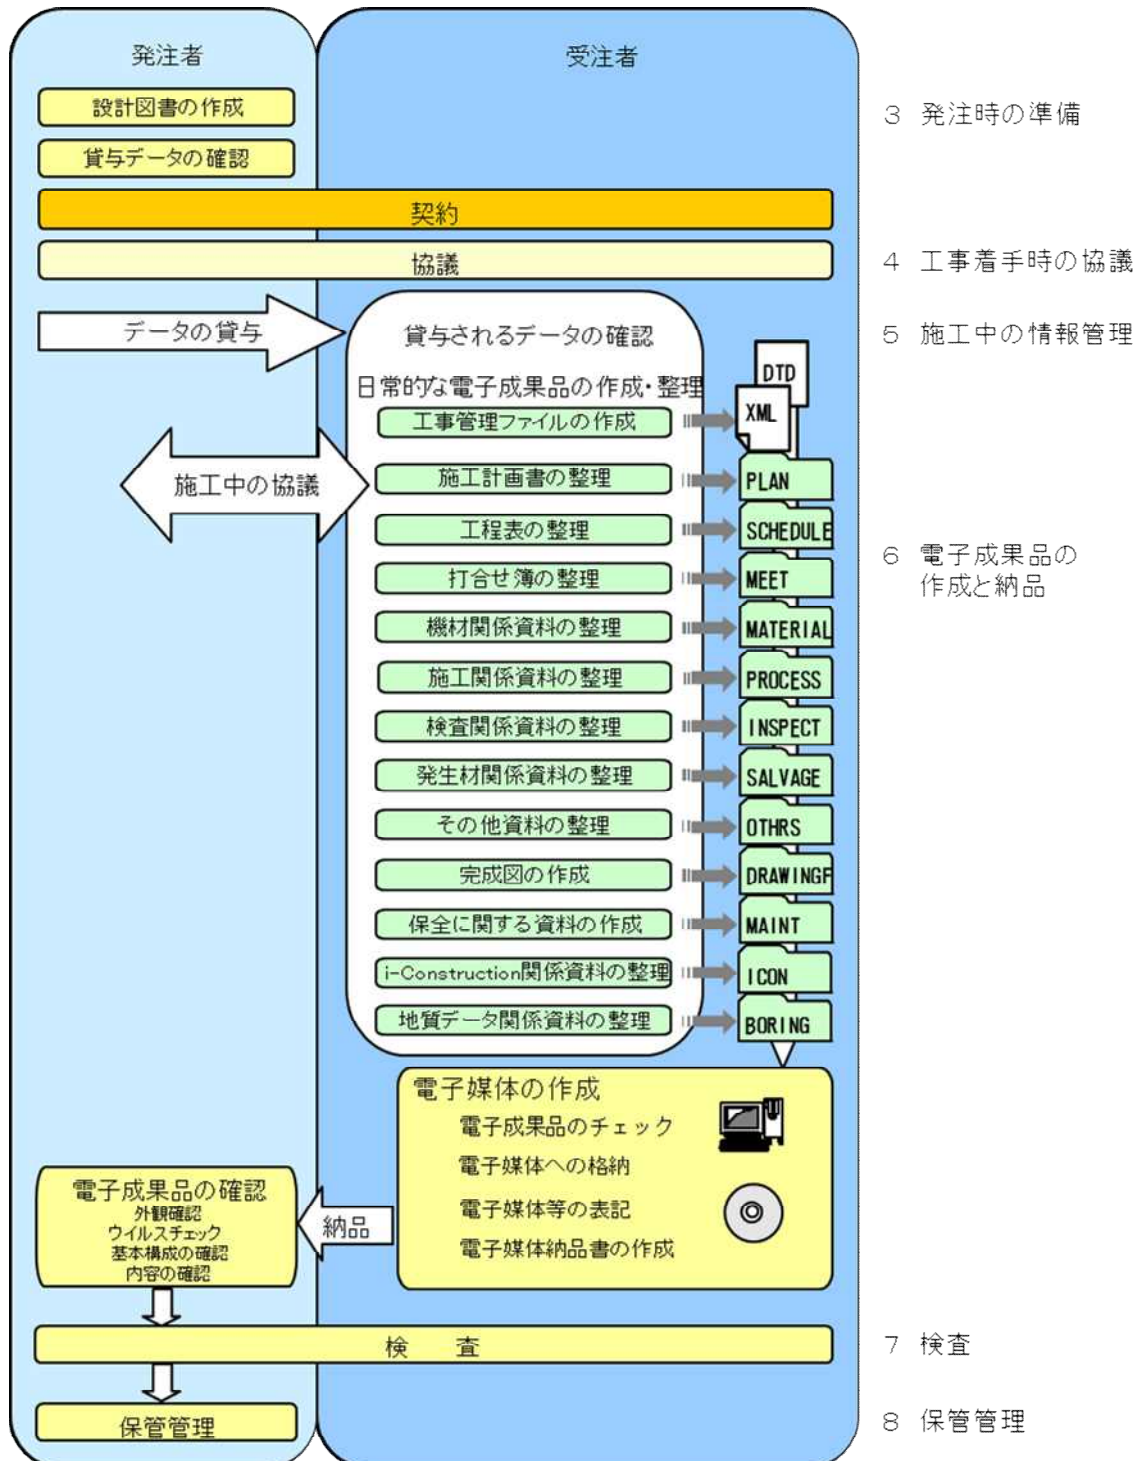 発注者
受注者
設計図書の作成
3 発注時の準備
貸与データの確認
契約
協議
4 工事着手時の協議
データの貸与
貸与されるデータの確認
5 施工中の情報管理
日常的な電子成果品の作成・整理
DTD
XML
工事管理ファイルの作成
施工中の協議
施工計画書の整理
PLAN
工程表の整理
SCHEDULE
6 電子成果品の
作成と納品
打合せ簿の整理
MEET
機材関係資料の整理
MATERIAL
施工関係資料の整理
PROCESS
検査関係資料の整理
INSPECT
発生材関係資料の整理
SALVAGE
その他資料の整理
OTHRS
完成図の作成
DRAWINGF
保全に関する資料の作成
MAINT
i-Construction関係資料の整理
ICON
地質データ関係資料の整理
BORING
電子媒体の作成
電子成果品のチェック
電子媒体への格納
電子媒体等の表記
電子媒体納品書の作成
納品
電子成果品の確認
外観確認
ウイルスチェック
基本構成の確認
内容の確認
検 査
7 検査
保管管理
8 保管管理